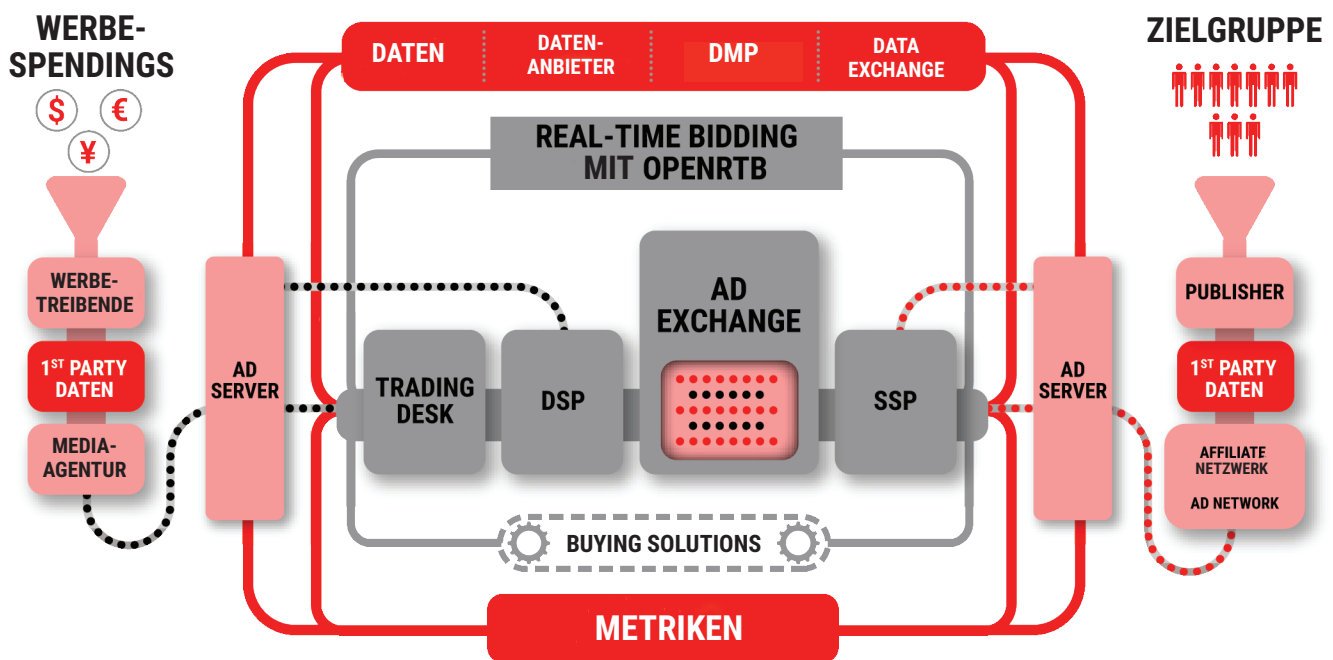 WERBE-
SPENDINGS
$ €
¥
WERBE-
TREIBENDE
1ST PARTY
DATEN
MEDIA-
AGENTUR
AD
SERVER
DATEN
DATEN-
ANBIETER
DMP
DATA
EXCHANGE
REAL-TIME BIDDING
MIT OPENRTB
TRADING
DESK
DSP
AD
EXCHANGE
SSP
BUYING SOLUTIONS
METRIKEN
AD
SERVER
ZIELGRUPPE
PUBLISHER
1ST PARTY
DATEN
AFFILIATE
NETZWERK
AD NETWORK